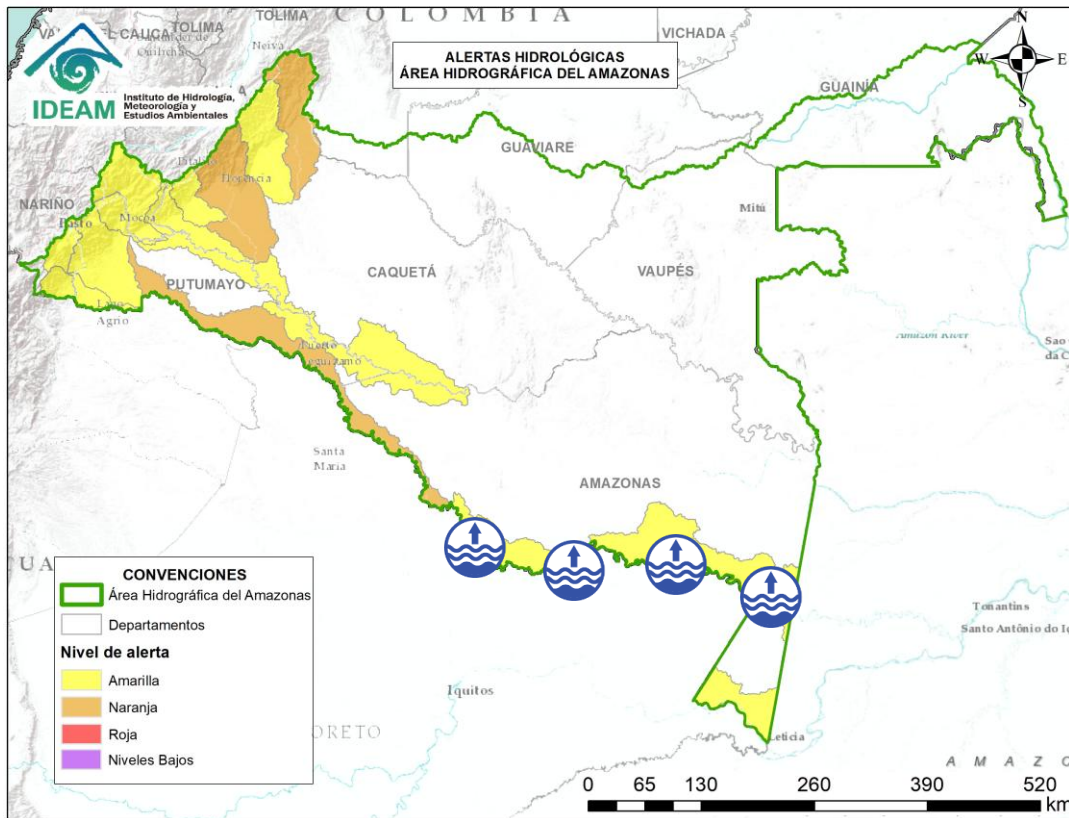 COLOMBIA
TOLIMA
TOLIMA
VICHADA
Neiva
IDEAM
Instituto de Hidrología,
Meteorología y
Estudios Ambientales
ALERTAS HIDROLÓGICAS
ÁREA HIDROGRÁFICA DEL AMAZONAS
N
W
E
S
GUAINÍA
GUAVIARE
Florencia
NARIÑO
Pasto
Mocoa
Mitú
CAQUETÁ
VAUPÉS
PUTUMAYO
Lago
Agrio
Puerto
Amazon River
Santa
María
AMAZONAS
CONVENCIONES
Área Hidrográfica del Amazonas
Departamentos
Nivel de alerta
Amarilla
Naranja
Roja
Niveles Bajos
Tonantins
Santo Antônio do
Iquitos
Leticia
0 65 130 260 390 520
km